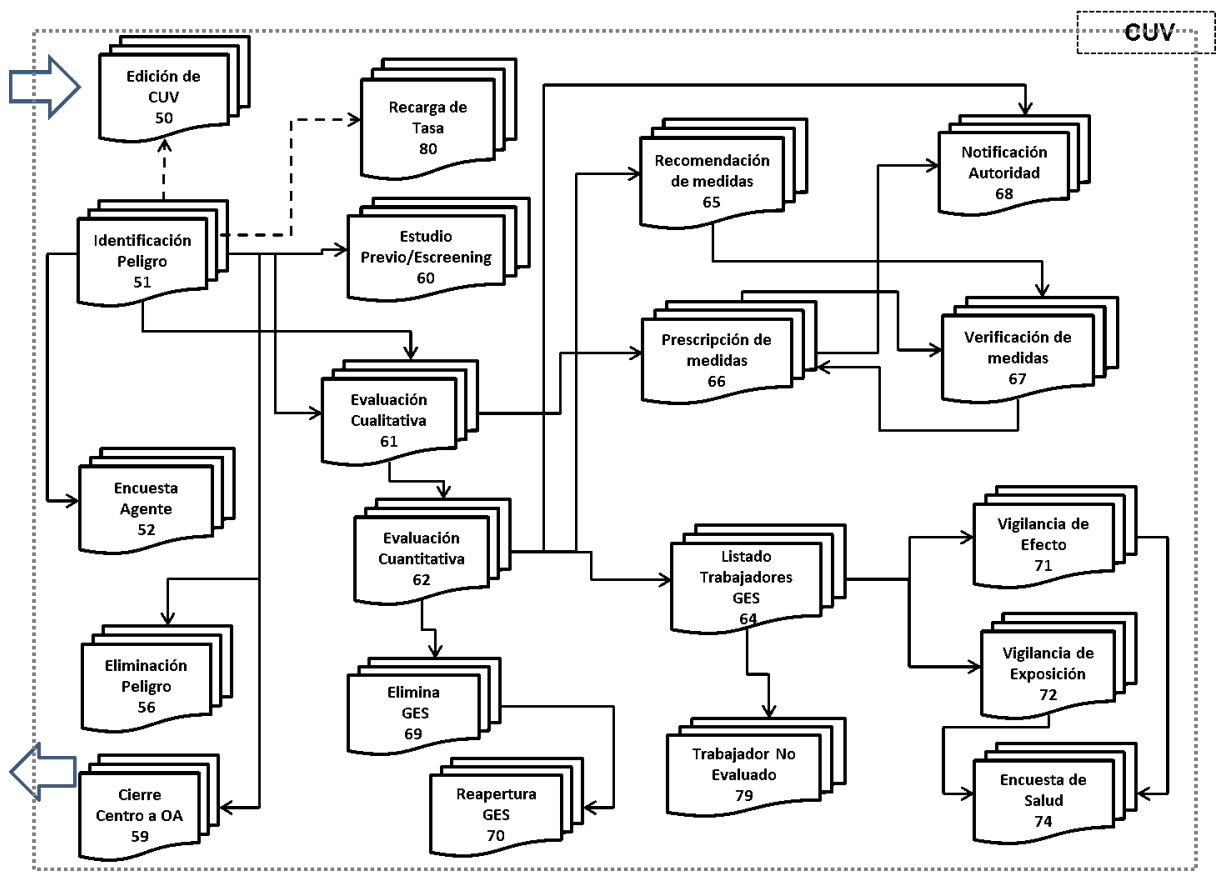 CUV
Edición de
CUV
50
Recarga de
Tasa
80
Recomendación
de medidas
65
Notificación
Autoridad
68
Identificación
Peligro
51
Estudio
Previo/Escreening
60
Prescripción de
medidas
66
Verificación de
medidas
67
Evaluación
Cualitativa
61
Encuesta
Agente
52
Evaluación
Cuantitativa
62
Listado
Trabajadores
GES
64
Vigilancia de
Efecto
71
Eliminación
Peligro
56
Elimina
GES
69
Vigilancia de
Exposición
72
Cierre
Centro a OA
59
Reapertura
GES
70
Trabajador No
Evaluado
79
Encuesta de
Salud
74